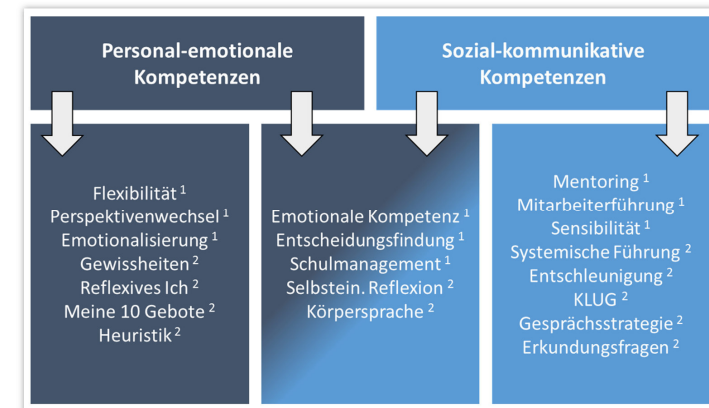 Personal-emotionale
Kompetenzen
Sozial-kommunikative
Kompetenzen
Flexibilität ¹
Perspektivenwechsel ¹
Emotionalisierung ¹
Gewissheiten ²
Reflexives Ich ²
Meine 10 Gebote ²
Heuristik ²
Emotionale Kompetenz ¹
Entscheidungsfindung ¹
Schulmanagement ¹
Selbstein. Reflexion ²
Körpersprache ²
Mentoring ¹
Mitarbeiterführung ¹
Sensibilität ¹
Systemische Führung ²
Entschleunigung ²
KLUG ²
Gesprächsstrategie ²
Erkundungsfragen ²